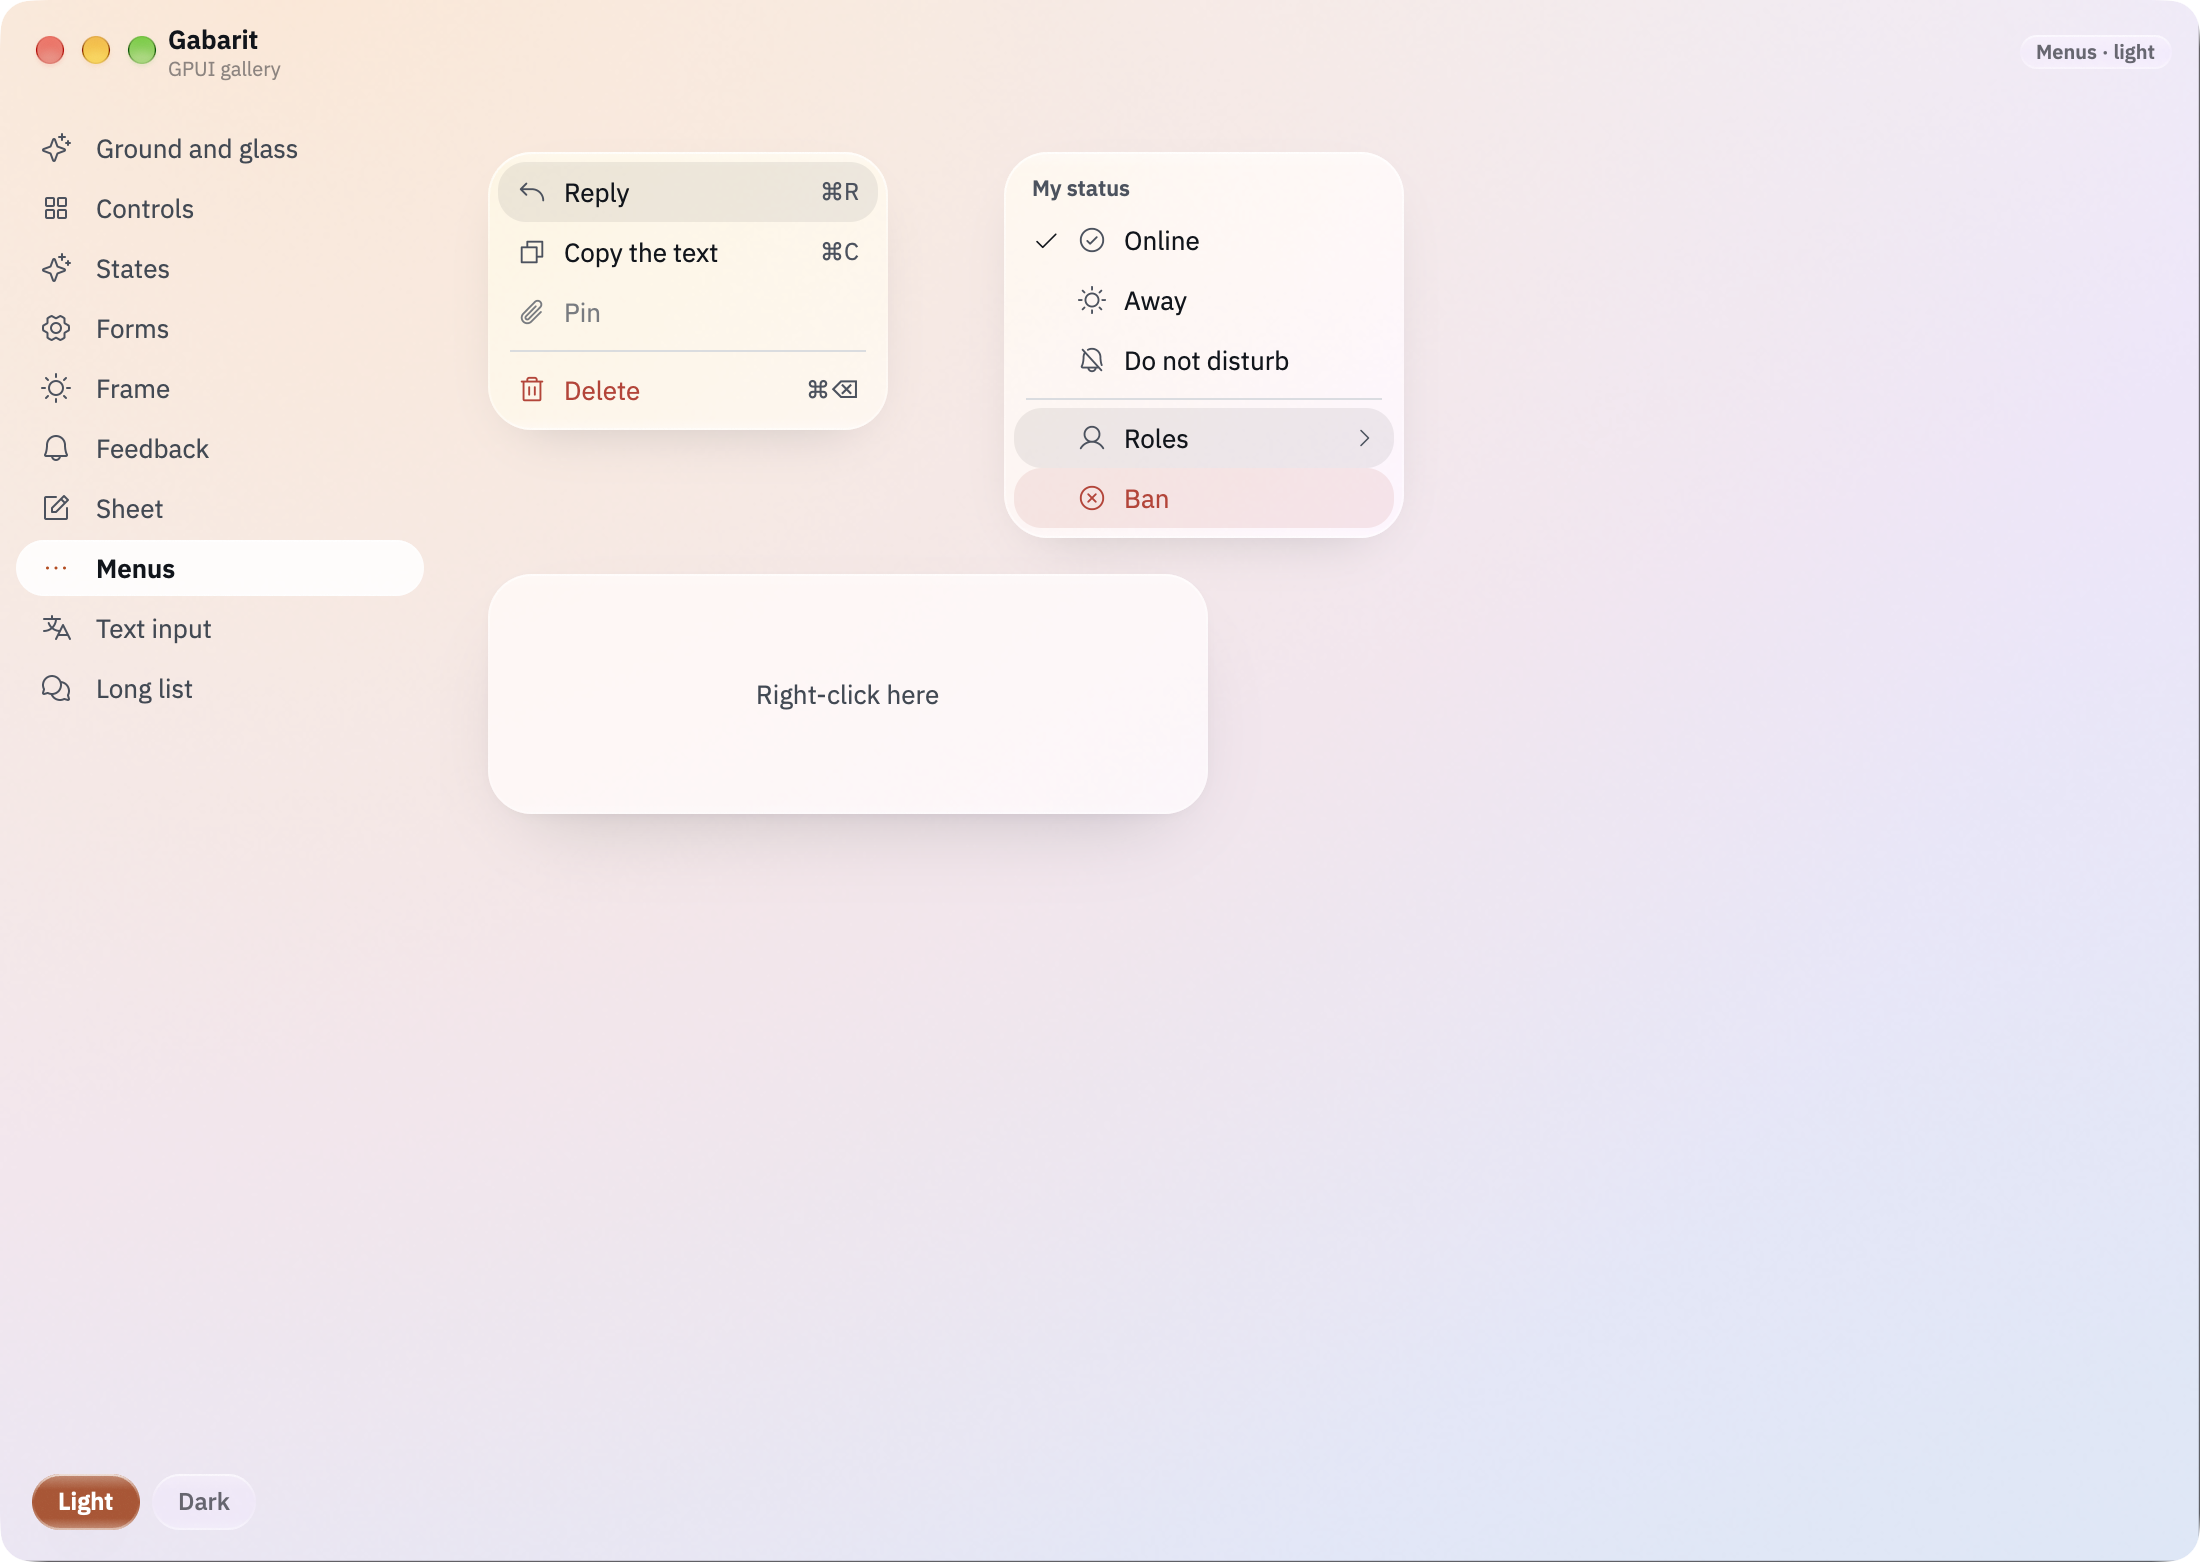 Gabarit
GPUI gallery
Menus · light
Ground and glass
Controls
States
Forms
Frame
Feedback
Sheet
Menus
Text input
Long list
Reply ⌘R
Copy the text ⌘C
Pin
Delete ⌘⌫
My status
Online
Away
Do not disturb
Roles
Ban
Right-click here
Light
Dark